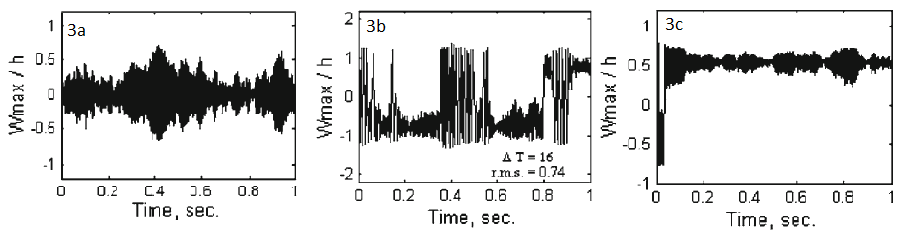 3a
Wmax / h
1
0.5
0
-0.5
-1
0 0.2 0.4 0.6 0.8 1
Time, sec.
3b
Wmax / h
2
1
0
-1
-2
Δ T = 16
r.m.s. = 0.74
0 0.2 0.4 0.6 0.8 1
Time, sec.
3c
Wmax / h
1
0.5
0
-0.5
-1
0 0.2 0.4 0.6 0.8 1
Time, sec.